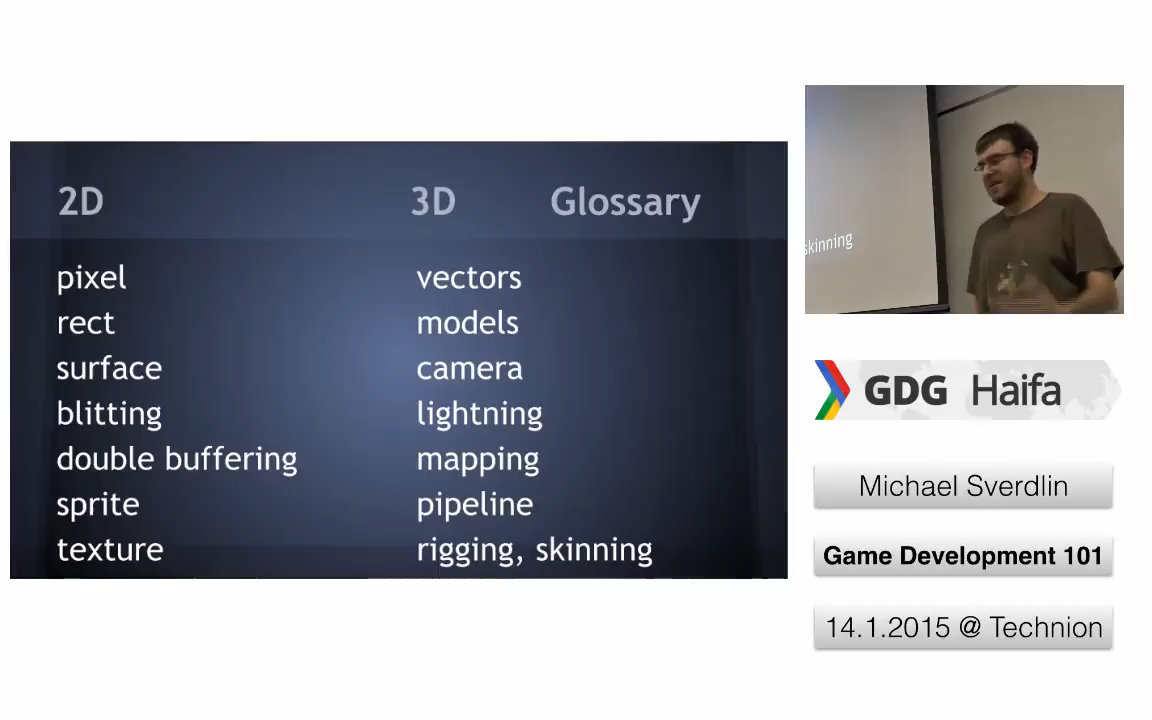 2D 3D Glossary
pixel vectors
rect models
surface camera
blitting lightning
double buffering mapping
sprite pipeline
texture rigging, skinning
skinning
GDG Haifa
Michael Sverdlin
Game Development 101
14.1.2015 @ Technion